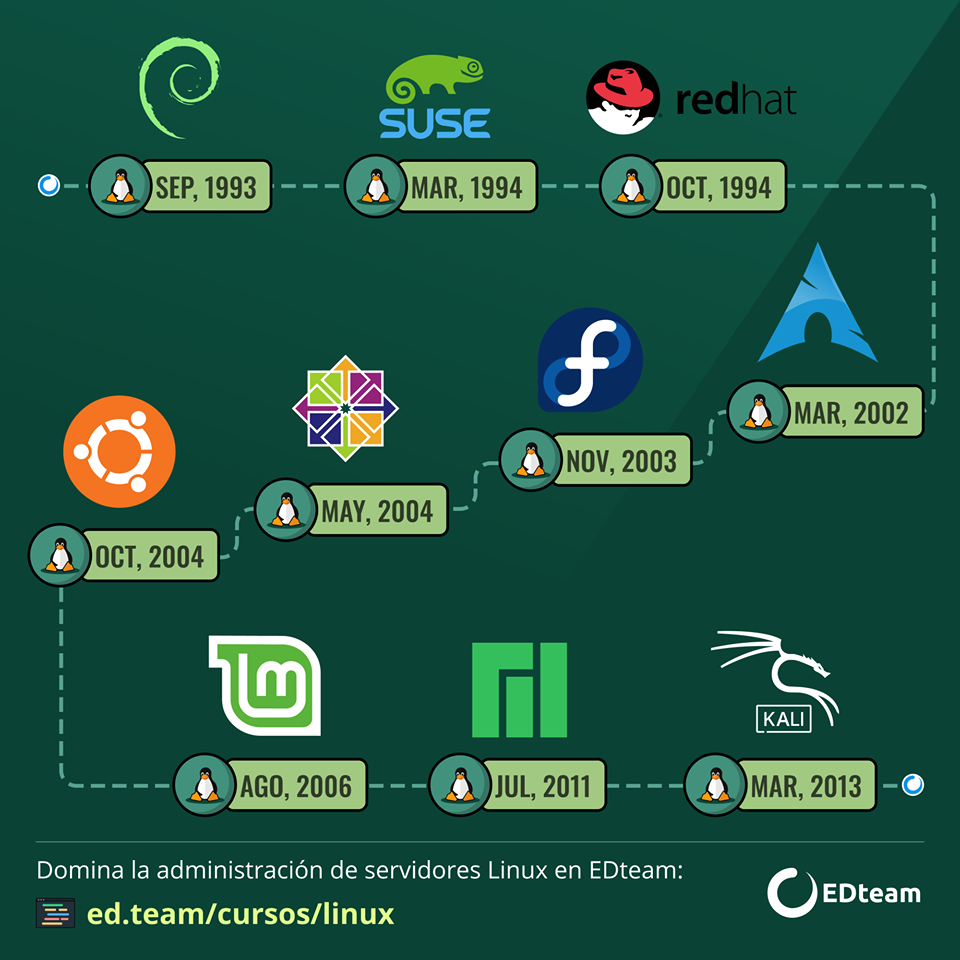 SUSE
redhat
SEP, 1993
MAR, 1994
OCT, 1994
MAR, 2002
NOV, 2003
MAY, 2004
OCT, 2004
lm
KALI
AGO, 2006
JUL, 2011
MAR, 2013
Domina la administración de servidores Linux en EDteam:
ed.team/cursos/linux
EDteam